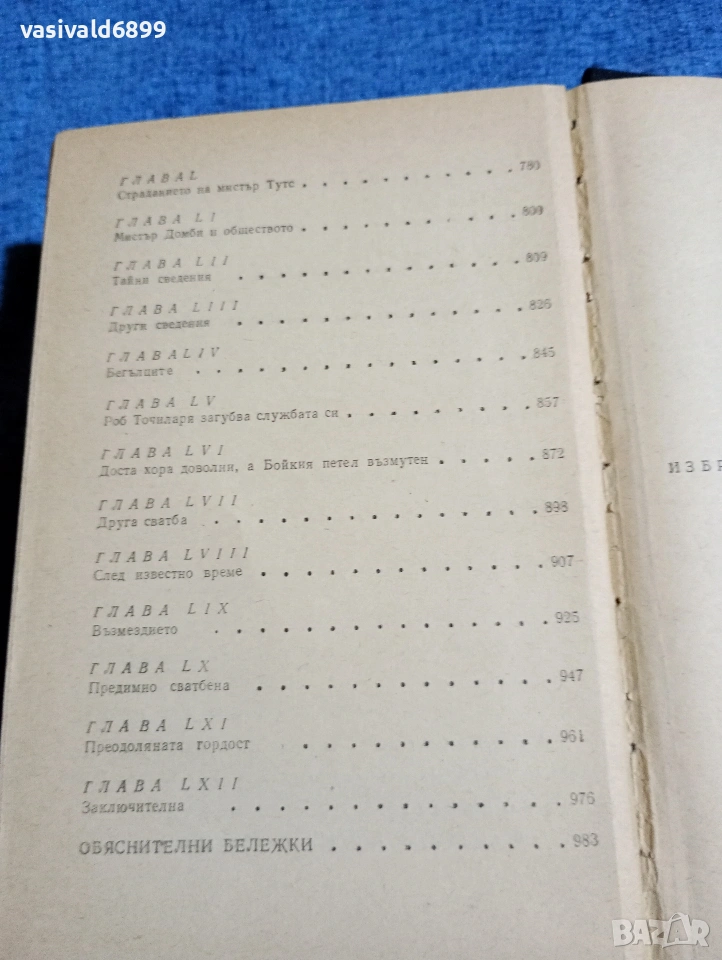 vasivald6899
ГЛАВА L
Страданието на мистър Тутс . . . . . . . . . . . 780
ГЛАВА LI
Мистър Домби и обществото . . . . . . . . . . . 800
ГЛАВА LII
Тайни сведения . . . . . . . . . . . . . . 809
ГЛАВА LIII
Други сведения . . . . . . . . . . . . . . 826
ГЛАВА LIV
Бегълците . . . . . . . . . . . . . . . 845
ГЛАВА LV
Роб Точиларя загубва службата си . . . . . . . . . 857
ГЛАВА LVI
Доста хора доволни, а Бойкия петел възмутен . . . . . . 872
ГЛАВА LVII
Друга сватба . . . . . . . . . . . . . . 898
ГЛАВА LVIII
След известно време . . . . . . . . . . . . . 907
ГЛАВА LIX
Възмездието . . . . . . . . . . . . . . 925
ГЛАВА LX
Предимно сватбена . . . . . . . . . . . . . 947
ГЛАВА LXI
Преодоляната гордост . . . . . . . . . . . . 961
ГЛАВА LXII
Заключителна . . . . . . . . . . . . . . 976
ОБЯСНИТЕЛНИ БЕЛЕЖКИ . . . . . . . . . . 983
ИЗБР
BAZAR